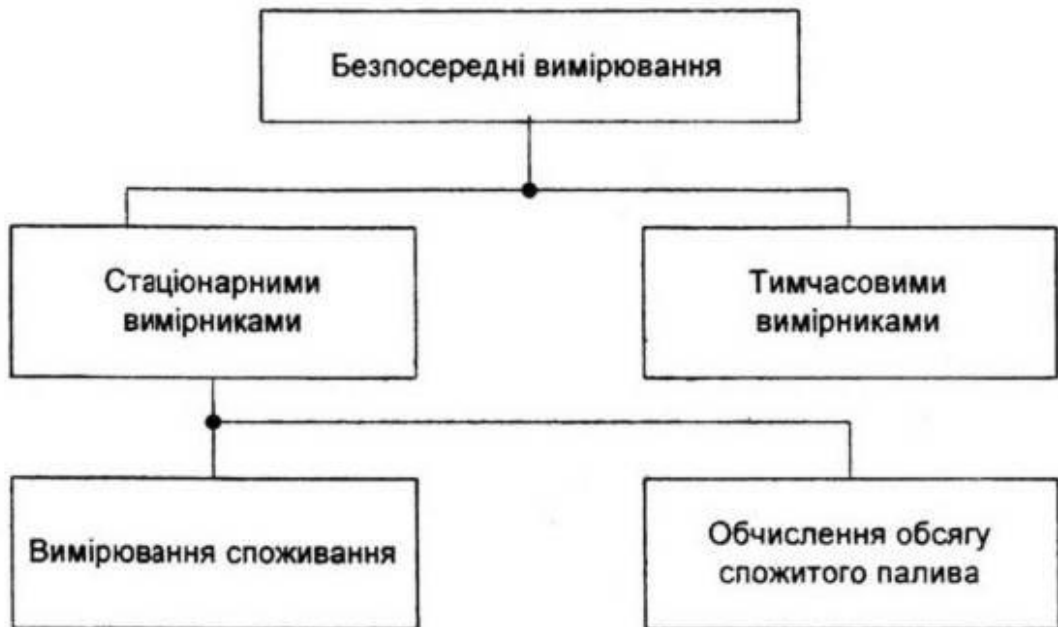 Безпосередні вимірювання
Стаціонарними
вимірниками
Тимчасовими
вимірниками
Вимірювання споживання
Обчислення обсягу
спожитого палива